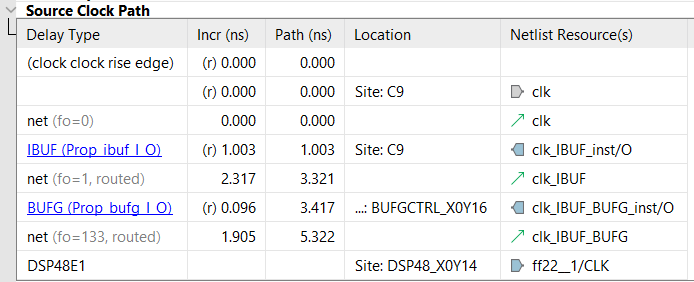 Source Clock Path
Delay Type Incr (ns) Path (ns) Location Netlist Resource(s)
(clock clock rise edge) (r) 0.000 0.000
(r) 0.000 0.000 Site: C9 clk
net (fo=0) 0.000 0.000 clk
IBUF (Prop_ibuf_I_O) (r) 1.003 1.003 Site: C9 clk_IBUF_inst/O
net (fo=1, routed) 2.317 3.321 clk_IBUF
BUFG (Prop_bufg_I_O) (r) 0.096 3.417 ...: BUFGCTRL_X0Y16 clk_IBUF_BUFG_inst/O
net (fo=133, routed) 1.905 5.322 clk_IBUF_BUFG
DSP48E1 Site: DSP48_X0Y14 ff22__1/CLK